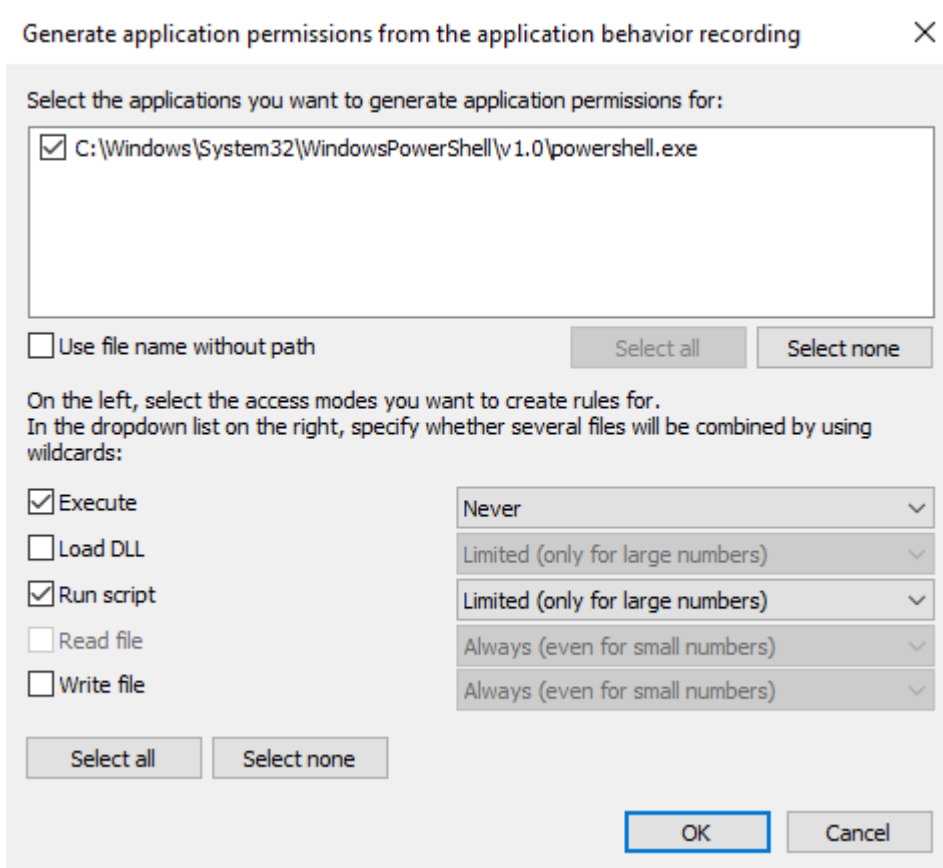 Generate application permissions from the application behavior recording
Select the applications you want to generate application permissions for:
C:\Windows\System32\WindowsPowerShell\v1.0\powershell.exe
Use file name without path
Select all
Select none
On the left, select the access modes you want to create rules for.
In the dropdown list on the right, specify whether several files will be combined by using
wildcards:
Execute
Never
Load DLL
Limited (only for large numbers)
Run script
Limited (only for large numbers)
Read file
Always (even for small numbers)
Write file
Always (even for small numbers)
Select all
Select none
OK
Cancel